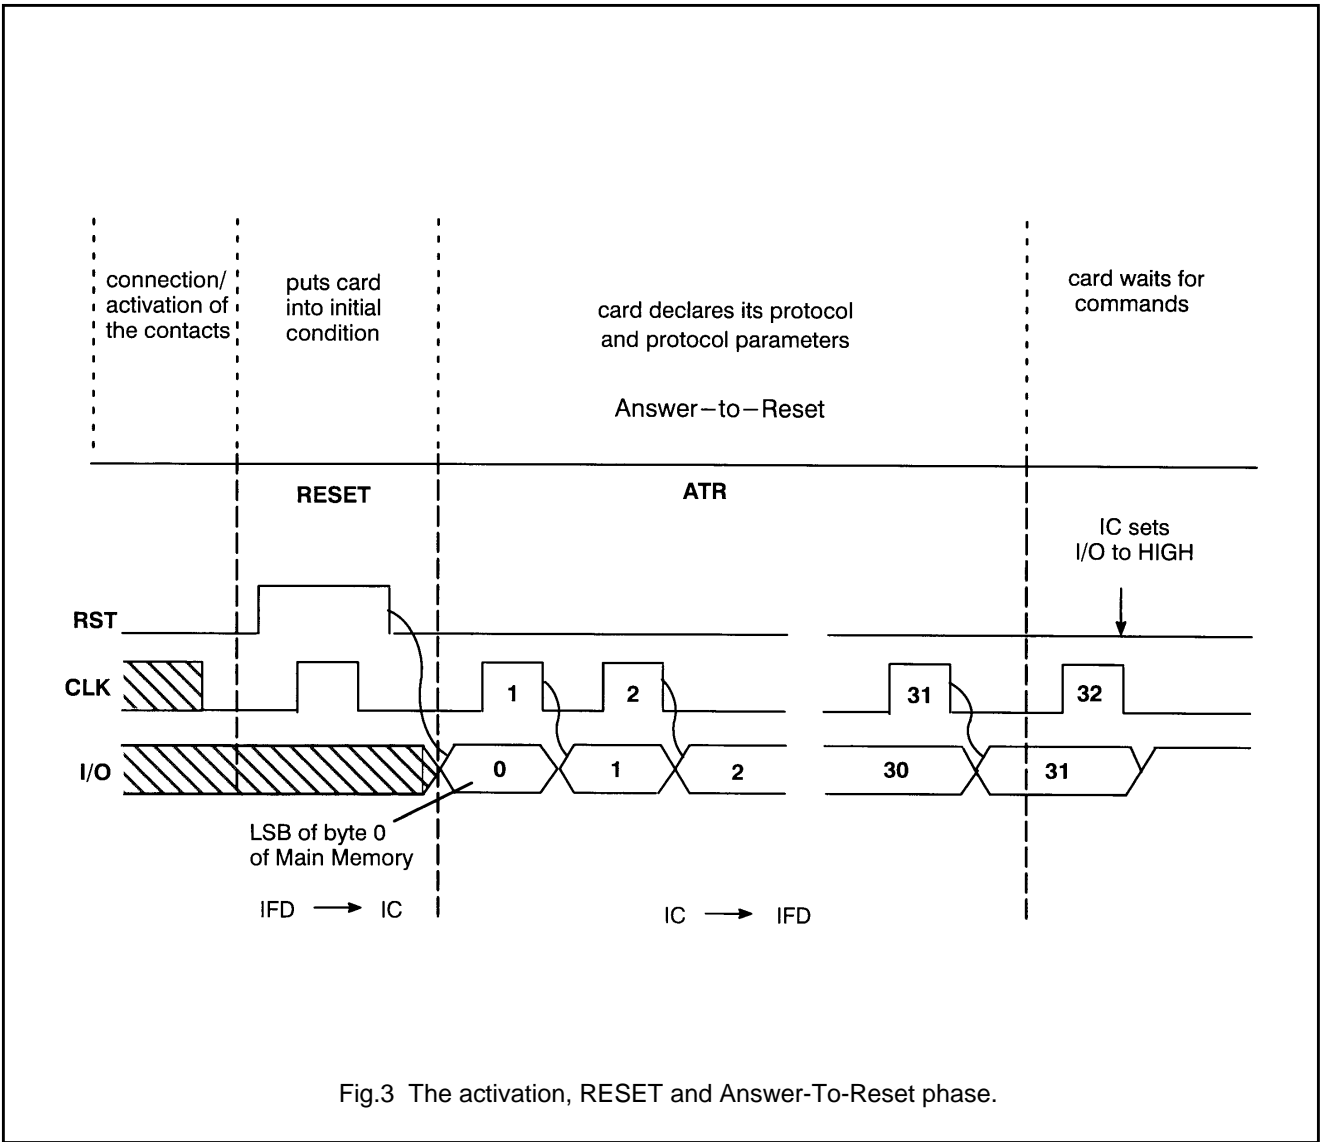 connection/
activation of
the contacts
puts card
into initial
condition
card declares its protocol
and protocol parameters
Answer–to–Reset
card waits for
commands
RESET
ATR
IC sets
I/O to HIGH
RST
CLK
1
2
31
32
I/O
0
1
2
30
31
LSB of byte 0
of Main Memory
IFD → IC
IC → IFD
Fig.3 The activation, RESET and Answer-To-Reset phase.